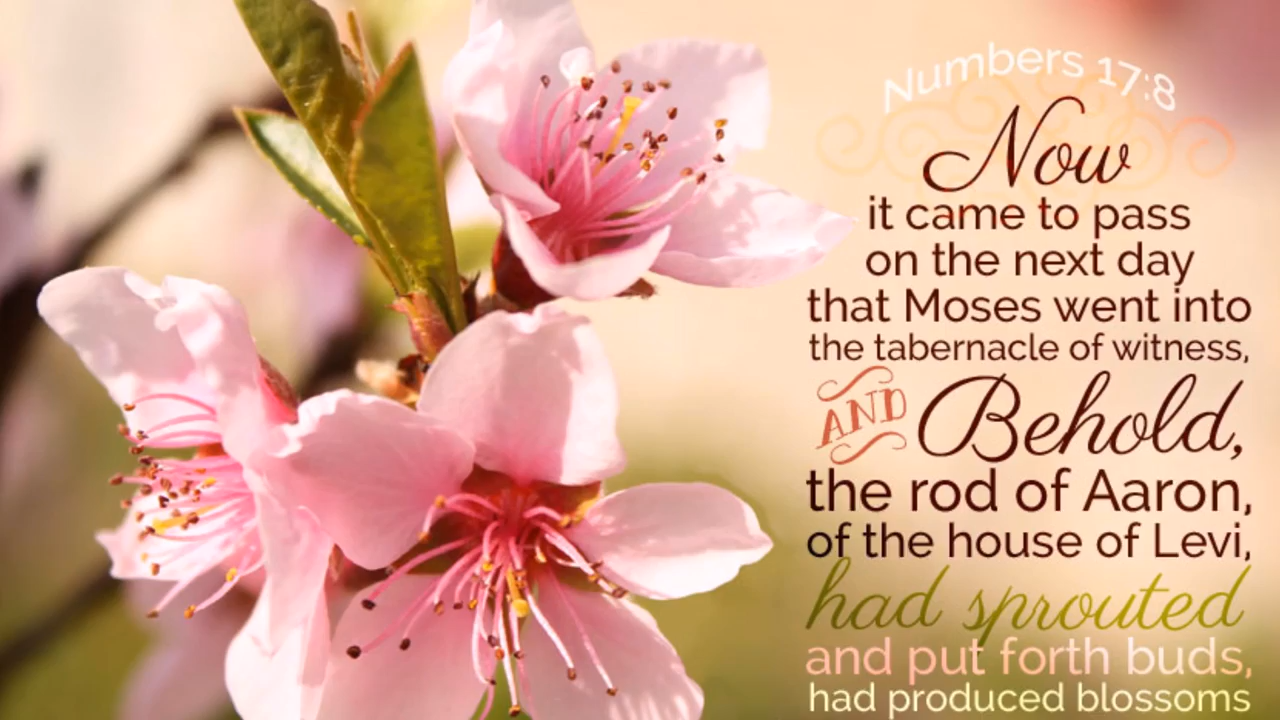 Numbers 17:8
Now
it came to pass
on the next day
that Moses went into
the tabernacle of witness,
AND Behold,
the rod of Aaron,
of the house of Levi,
had sprouted
and put forth buds,
had produced blossoms